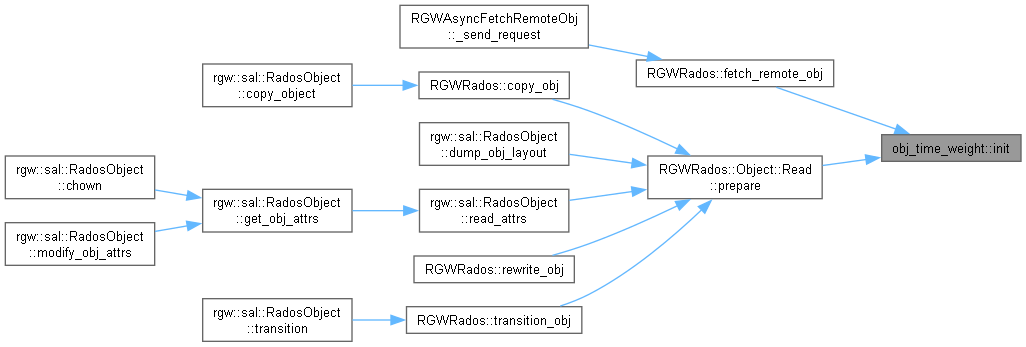 RGWAsyncFetchRemoteObj
::_send_request
RGWRados::fetch_remote_obj
rgw::sal::RadosObject
::copy_object
RGWRados::copy_obj
rgw::sal::RadosObject
::dump_obj_layout
obj_time_weight::init
rgw::sal::RadosObject
::chown
RGWRados::Object::Read
::prepare
rgw::sal::RadosObject
::get_obj_attrs
rgw::sal::RadosObject
::read_attrs
rgw::sal::RadosObject
::modify_obj_attrs
RGWRados::rewrite_obj
rgw::sal::RadosObject
::transition
RGWRados::transition_obj